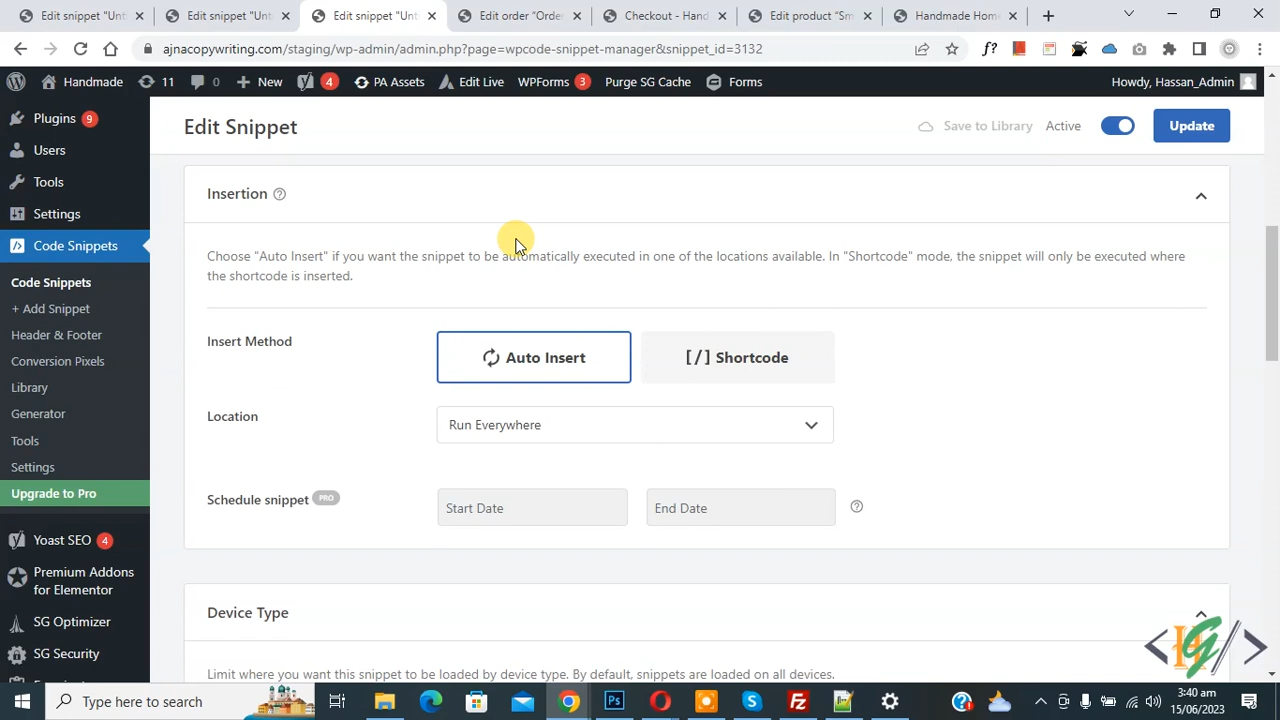 Edit snippet "Unt
Edit snippet "Unt
Edit snippet "Unt
Edit order "Order
Checkout - Hand
Edit product "Sm
Handmade Home
ajnacopywriting.com/staging/wp-admin/admin.php?page=wpcode-snippet-manager&snippet_id=3132
f?
Handmade 11 0 New 4 PA Assets Edit Live WPForms 3 Purge SG Cache Forms Howdy, Hassan_Admin
Plugins 9
Users
Tools
Settings
Code Snippets
Code Snippets
+ Add Snippet
Header & Footer
Conversion Pixels
Library
Generator
Tools
Settings
Upgrade to Pro
Yoast SEO 4
Premium Addons
for Elementor
SG Optimizer
SG Security
Edit Snippet
Save to Library Active Update
Insertion
Choose "Auto Insert" if you want the snippet to be automatically executed in one of the locations available. In "Shortcode" mode, the snippet will only be executed where
the shortcode is inserted.
Insert Method Auto Insert [/] Shortcode
Location Run Everywhere
Schedule snippet PRO Start Date End Date
Device Type
Limit where you want this snippet to be loaded by device type. By default, snippets are loaded on all devices.
Type here to search
Ps
3:40 am
15/06/2023